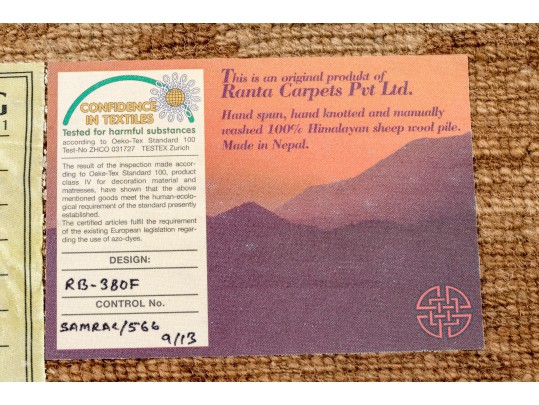 G
1
CONFIDENCE
IN TEXTILES
Tested for harmful substances
according to Oeko-Tex Standard 100
Test-No ZHCO 031727 TESTEX Zurich
The result of the inspection made accor-
ding to Oeko-Tex Standard 100, product
class IV for decoration material and
matresses, have shown that the above
mentioned goods meet the human-ecolo-
gical requirement of the standard presently
established.
The certified articles fulfil the requirement
of the existing European legislation regar-
ding the use of azo-dyes.
DESIGN:
RB-380F
CONTROL No.
SAMRAC/566
9/13
This is an original produkt of
Ranta Carpets Pvt Ltd.
Hand spun, hand knotted and manually
washed 100% Himalayan sheep wool pile.
Made in Nepal.